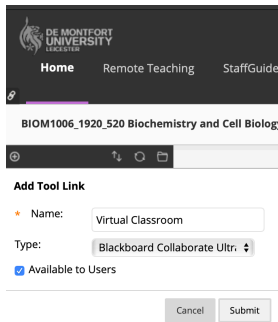 DE MONTFORT
UNIVERSITY
LEICESTER
Home Remote Teaching StaffGuide
BIOM1006_1920_520 Biochemistry and Cell Biology
Add Tool Link
* Name: Virtual Classroom
Type: Blackboard Collaborate Ultra
Available to Users
Cancel Submit